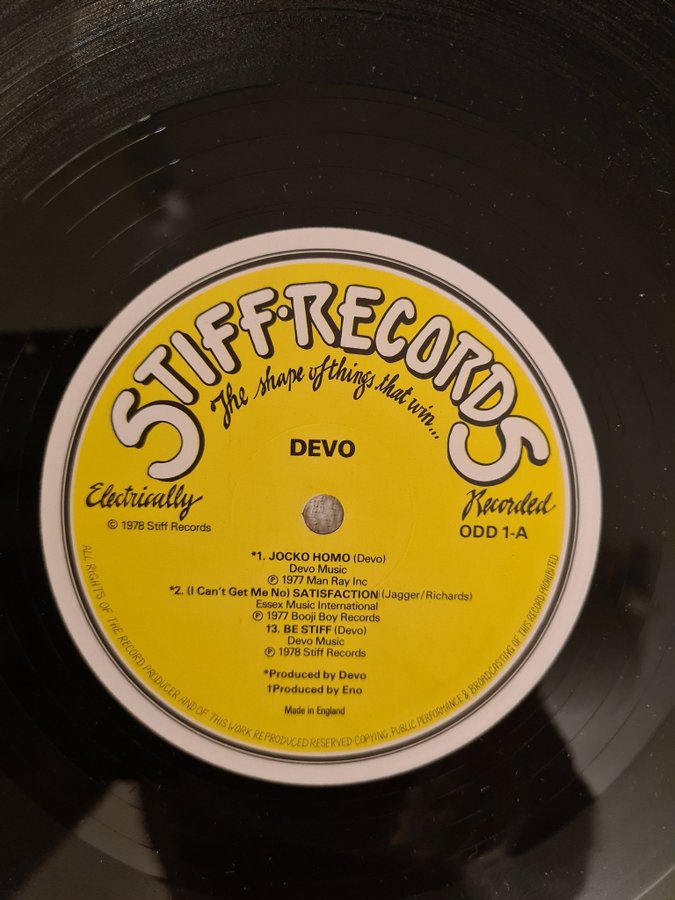 STIFF·RECORDS
The shape of things that win...
DEVO
Electrically
Recorded
© 1978 Stiff Records
ODD 1-A
*1. JOCKO HOMO (Devo)
Devo Music
℗ 1977 Man Ray Inc
*2. (I Can't Get Me No) SATISFACTION (Jagger/Richards)
Essex Music International
℗ 1977 Booji Boy Records
†3. BE STIFF (Devo)
Devo Music
℗ 1978 Stiff Records
*Produced by Devo
†Produced by Eno
Made in England
ALL RIGHTS OF THE RECORD PRODUCER AND OF THIS WORK REPRODUCED RESERVED·COPYING, PUBLIC PERFORMANCE & BROADCASTING OF THIS RECORD PROHIBITED